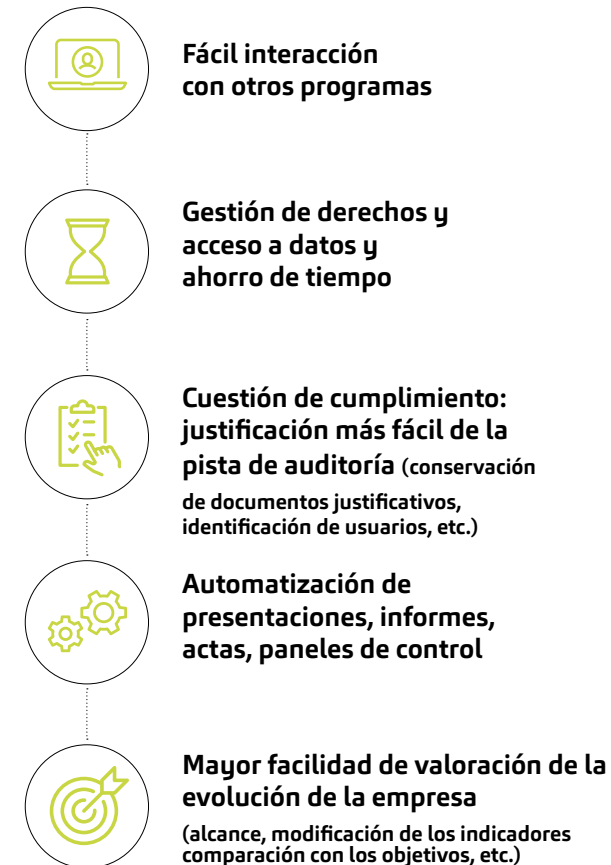 Fácil interacción
con otros programas
Gestión de derechos y
acceso a datos y
ahorro de tiempo
Cuestión de cumplimiento:
justificación más fácil de la
pista de auditoría (conservación
de documentos justificativos,
identificación de usuarios, etc.)
Automatización de
presentaciones, informes,
actas, paneles de control
Mayor facilidad de valoración de la
evolución de la empresa
(alcance, modificación de los indicadores
comparación con los objetivos, etc.)